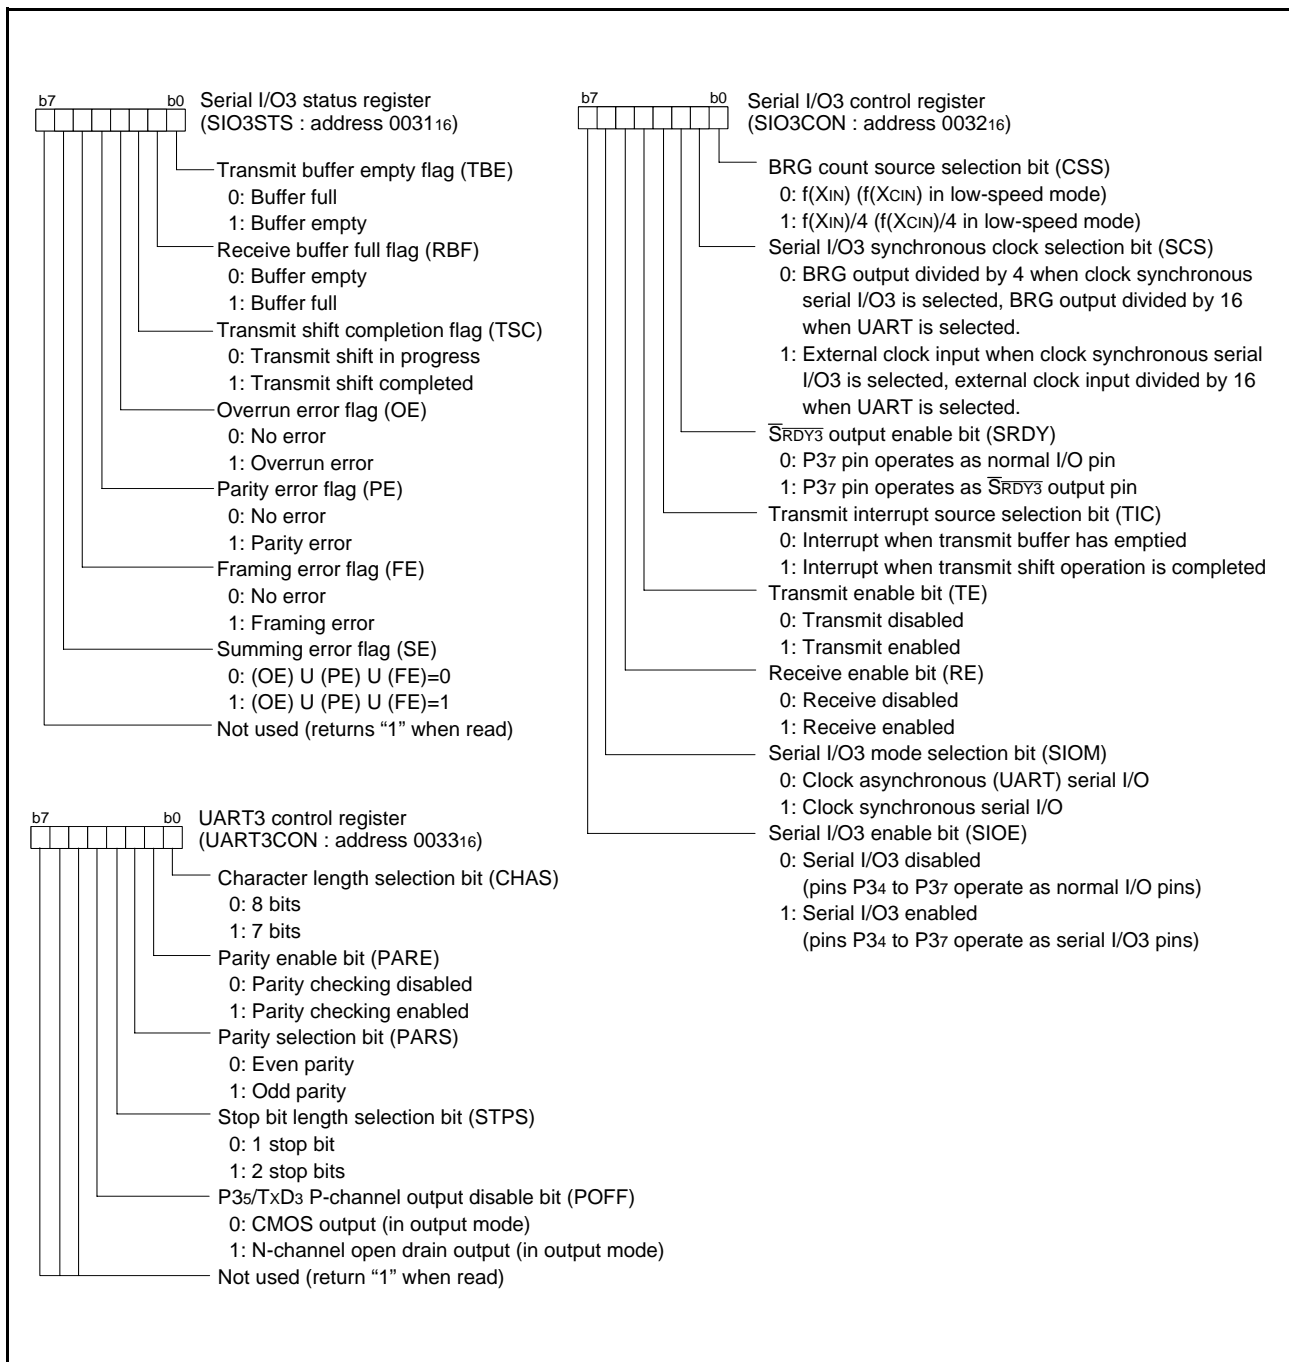 b7 b0 Serial I/O3 status register
(SIO3STS : address 003116)
Transmit buffer empty flag (TBE)
0: Buffer full
1: Buffer empty
Receive buffer full flag (RBF)
0: Buffer empty
1: Buffer full
Transmit shift completion flag (TSC)
0: Transmit shift in progress
1: Transmit shift completed
Overrun error flag (OE)
0: No error
1: Overrun error
Parity error flag (PE)
0: No error
1: Parity error
Framing error flag (FE)
0: No error
1: Framing error
Summing error flag (SE)
0: (OE) U (PE) U (FE)=0
1: (OE) U (PE) U (FE)=1
Not used (returns “1” when read)
b7 b0 UART3 control register
(UART3CON : address 003316)
Character length selection bit (CHAS)
0: 8 bits
1: 7 bits
Parity enable bit (PARE)
0: Parity checking disabled
1: Parity checking enabled
Parity selection bit (PARS)
0: Even parity
1: Odd parity
Stop bit length selection bit (STPS)
0: 1 stop bit
1: 2 stop bits
P35/TXD3 P-channel output disable bit (POFF)
0: CMOS output (in output mode)
1: N-channel open drain output (in output mode)
Not used (return “1” when read)
b7 b0 Serial I/O3 control register
(SIO3CON : address 003216)
BRG count source selection bit (CSS)
0: f(XIN) (f(XCIN) in low-speed mode)
1: f(XIN)/4 (f(XCIN)/4 in low-speed mode)
Serial I/O3 synchronous clock selection bit (SCS)
0: BRG output divided by 4 when clock synchronous
serial I/O3 is selected, BRG output divided by 16
when UART is selected.
1: External clock input when clock synchronous serial
I/O3 is selected, external clock input divided by 16
when UART is selected.
SRDY3 output enable bit (SRDY)
0: P37 pin operates as normal I/O pin
1: P37 pin operates as SRDY3 output pin
Transmit interrupt source selection bit (TIC)
0: Interrupt when transmit buffer has emptied
1: Interrupt when transmit shift operation is completed
Transmit enable bit (TE)
0: Transmit disabled
1: Transmit enabled
Receive enable bit (RE)
0: Receive disabled
1: Receive enabled
Serial I/O3 mode selection bit (SIOM)
0: Clock asynchronous (UART) serial I/O
1: Clock synchronous serial I/O
Serial I/O3 enable bit (SIOE)
0: Serial I/O3 disabled
(pins P34 to P37 operate as normal I/O pins)
1: Serial I/O3 enabled
(pins P34 to P37 operate as serial I/O3 pins)